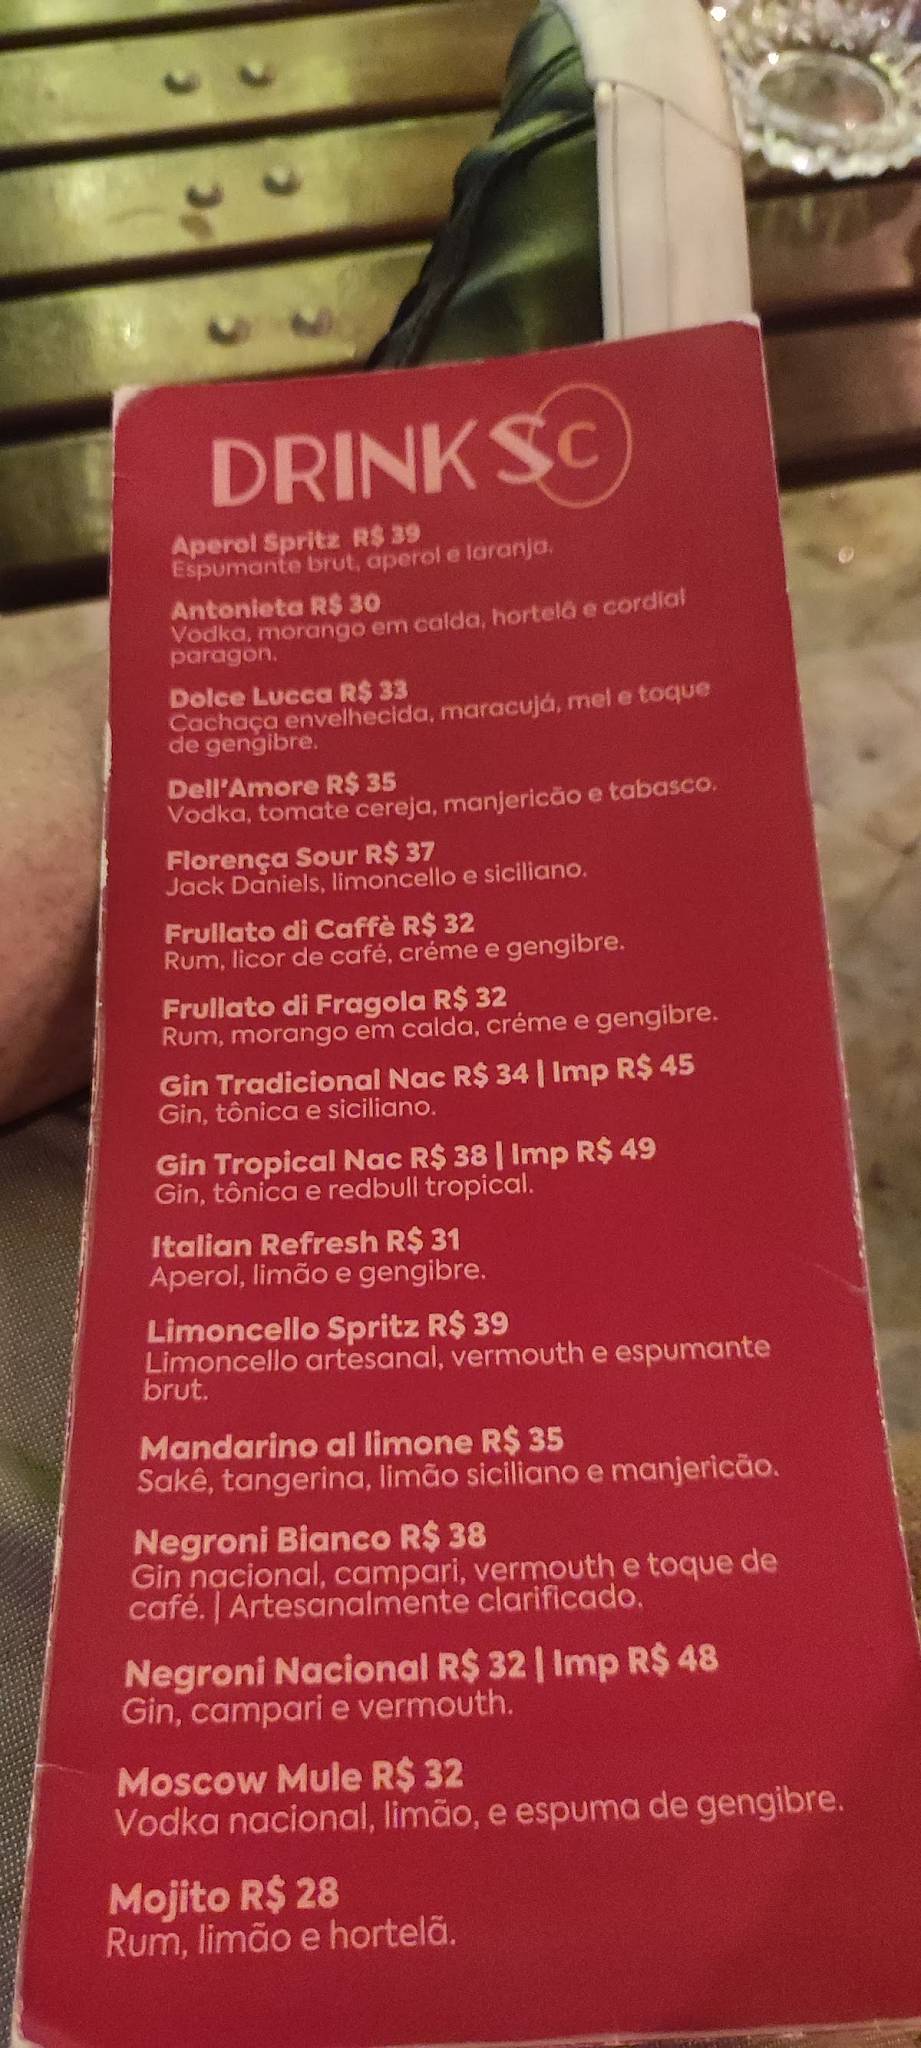 DRINKS C
Aperol Spritz R$ 39
Espumante brut, aperol e laranja.
Antonieta R$ 30
Vodka, morango em calda, hortelã e cordial
paragon.
Dolce Lucca R$ 33
Cachaça envelhecida, maracujá, mel e toque
de gengibre.
Dell'Amore R$ 35
Vodka, tomate cereja, manjericão e tabasco.
Florença Sour R$ 37
Jack Daniels, limoncello e siciliano.
Frullato di Caffè R$ 32
Rum, licor de café, créme e gengibre.
Frullato di Fragola R$ 32
Rum, morango em calda, créme e gengibre.
Gin Tradicional Nac R$ 34 | Imp R$ 45
Gin, tônica e siciliano.
Gin Tropical Nac R$ 38 | Imp R$ 49
Gin, tônica e redbull tropical.
Italian Refresh R$ 31
Aperol, limão e gengibre.
Limoncello Spritz R$ 39
Limoncello artesanal, vermouth e espumante
brut.
Mandarino al limone R$ 35
Sakê, tangerina, limão siciliano e manjericão.
Negroni Bianco R$ 38
Gin nacional, campari, vermouth e toque de
café. | Artesanalmente clarificado.
Negroni Nacional R$ 32 | Imp R$ 48
Gin, campari e vermouth.
Moscow Mule R$ 32
Vodka nacional, limão, e espuma de gengibre.
Mojito R$ 28
Rum, limão e hortelã.